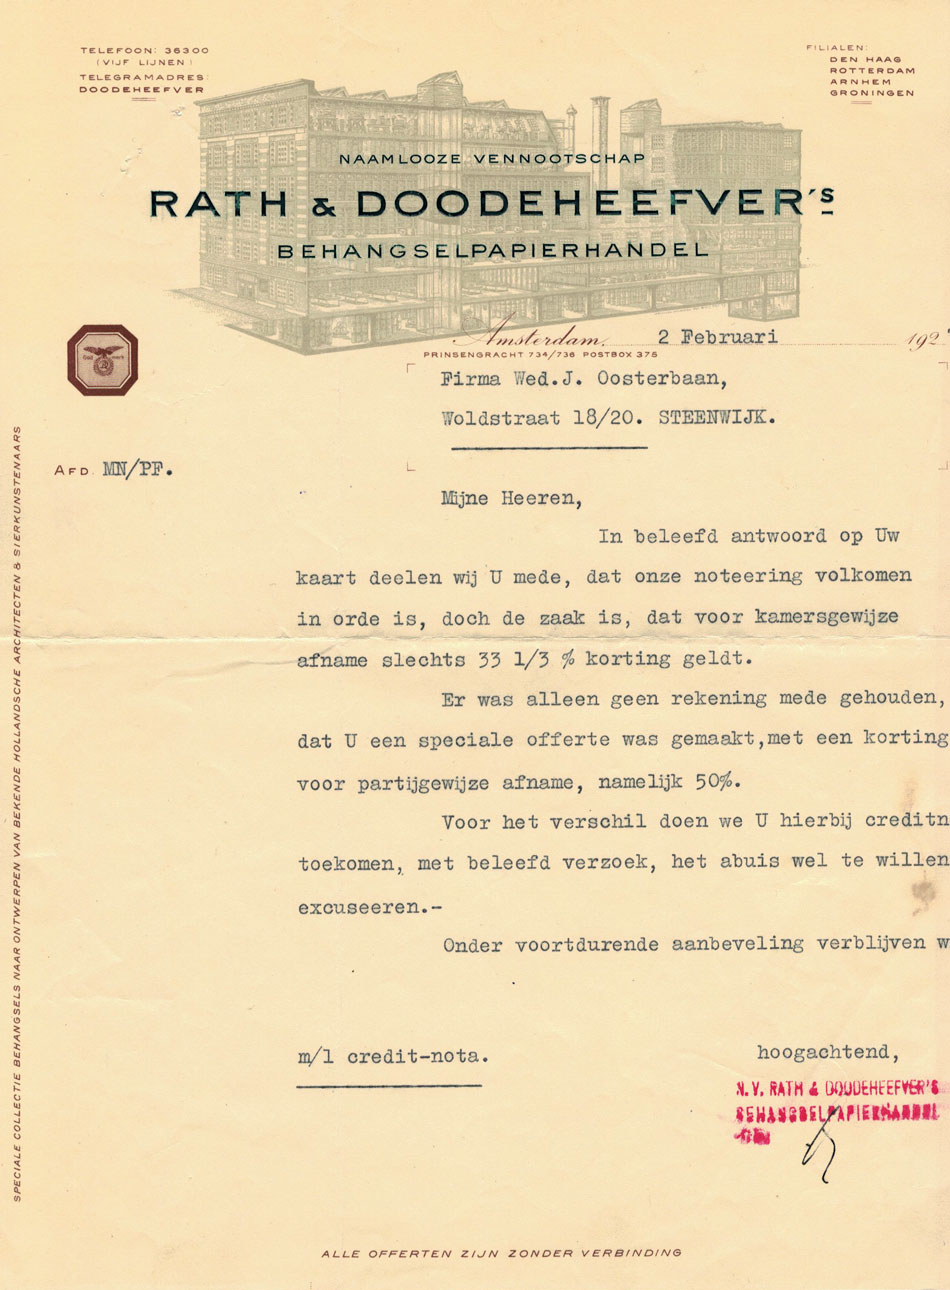 TELEFOON: 36300
(VIJF LIJNEN)
TELEGRAMADRES:
DOODEHEEFVER
FILIALEN:
DEN HAAG
ROTTERDAM
ARNHEM
GRONINGEN
NAAMLOOZE VENNOOTSCHAP
RATH & DOODEHEEFVER'S
BEHANGSELPAPIERHANDEL
Amsterdam, 2 Februari 192
PRINSENGRACHT 734/736 POSTBOX 375
Firma Wed.J. Oosterbaan,
Woldstraat 18/20. STEENWIJK.
AFD. MN/PF.
Mijne Heeren,
In beleefd antwoord op Uw
kaart deelen wij U mede, dat onze noteering volkomen
in orde is, doch de zaak is, dat voor kamersgewijze
afname slechts 33 1/3 % korting geldt.
Er was alleen geen rekening mede gehouden,
dat U een speciale offerte was gemaakt,met een korting
voor partijgewijze afname, namelijk 50%.
Voor het verschil doen we U hierbij creditn
toekomen, met beleefd verzoek, het abuis wel te willen
excuseeren.-
Onder voortdurende aanbeveling verblijven w
m/1 credit-nota.
hoogachtend,
N.V. RATH & DOODEHEEFVER'S
BEHANGSELPAPIERHANDEL
SPECIALE COLLECTIE BEHANGSELS NAAR ONTWERPEN VAN BEKENDE HOLLANDSCHE ARCHITECTEN & SIERKUNSTENAARS
ALLE OFFERTEN ZIJN ZONDER VERBINDING